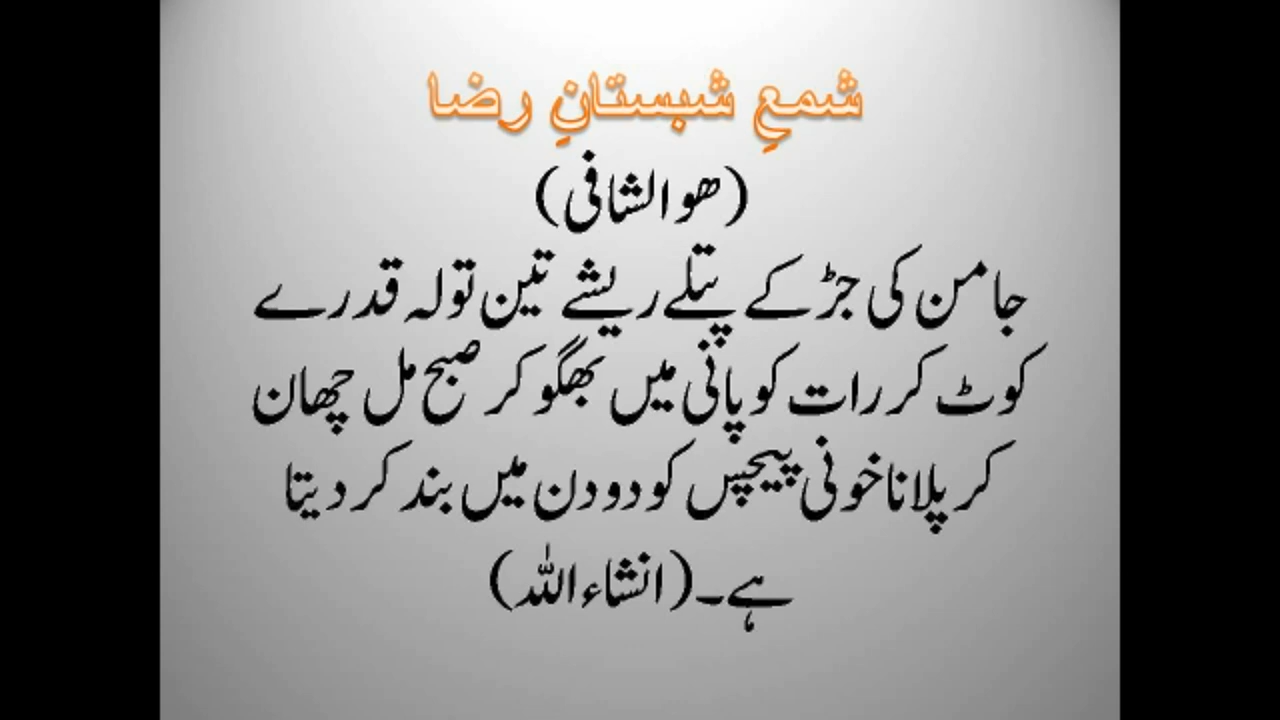 شمعِ شبستانِ رضا
(ھوالشافی)
جامن کی جڑ کے پتلے ریشے تین تولہ قدرے
کوٹ کر رات کو پانی میں بھگو کر صبح مل چھان
کر پلانا خونی پیچپس کو دو دن میں بند کر دیتا
ہے۔(انشاء اللہ)